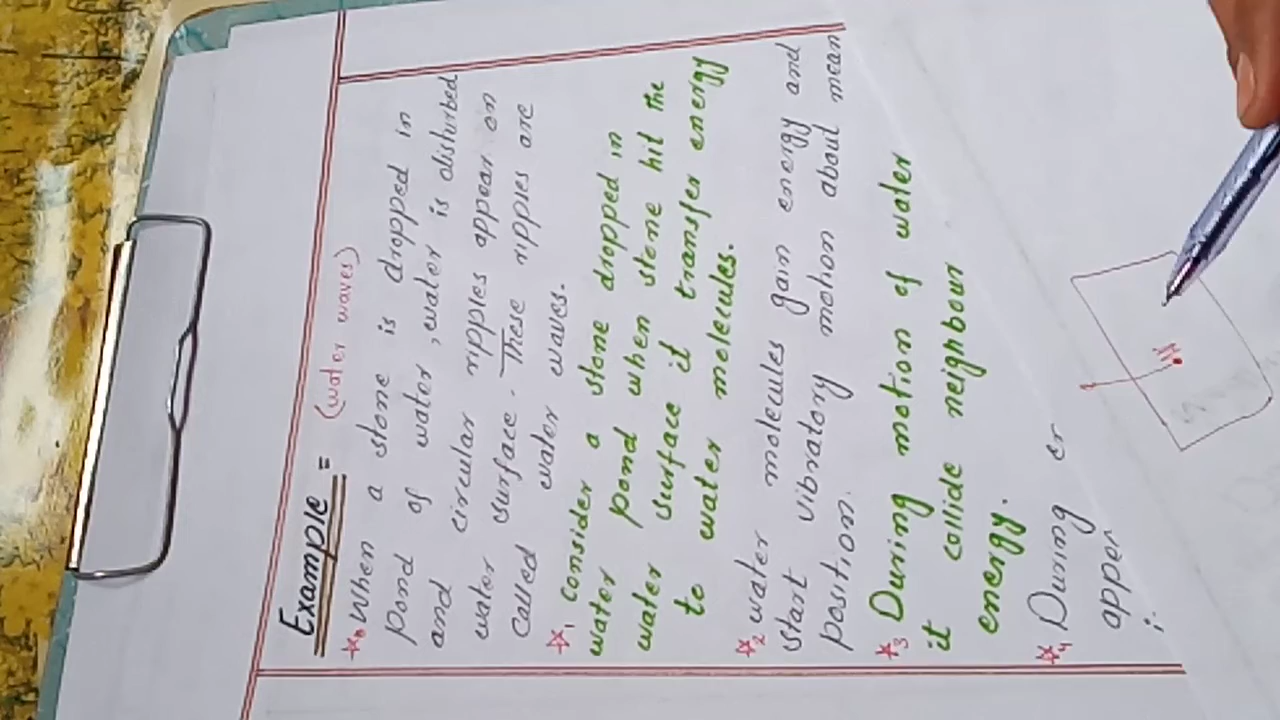 Example =
(water waves)
When a stone is dropped in
pond of water, water is disturbed
and circular ripples appear on
water surface. These ripples are
called water waves.
1 Consider a stone dropped in
water pond when stone hit the
water surface it transfer energy
to water molecules.
2 water molecules gain energy and
start vibratory motion about mean
position.
3 During motion of water
it collide neighbour
energy.
4 During er
apper